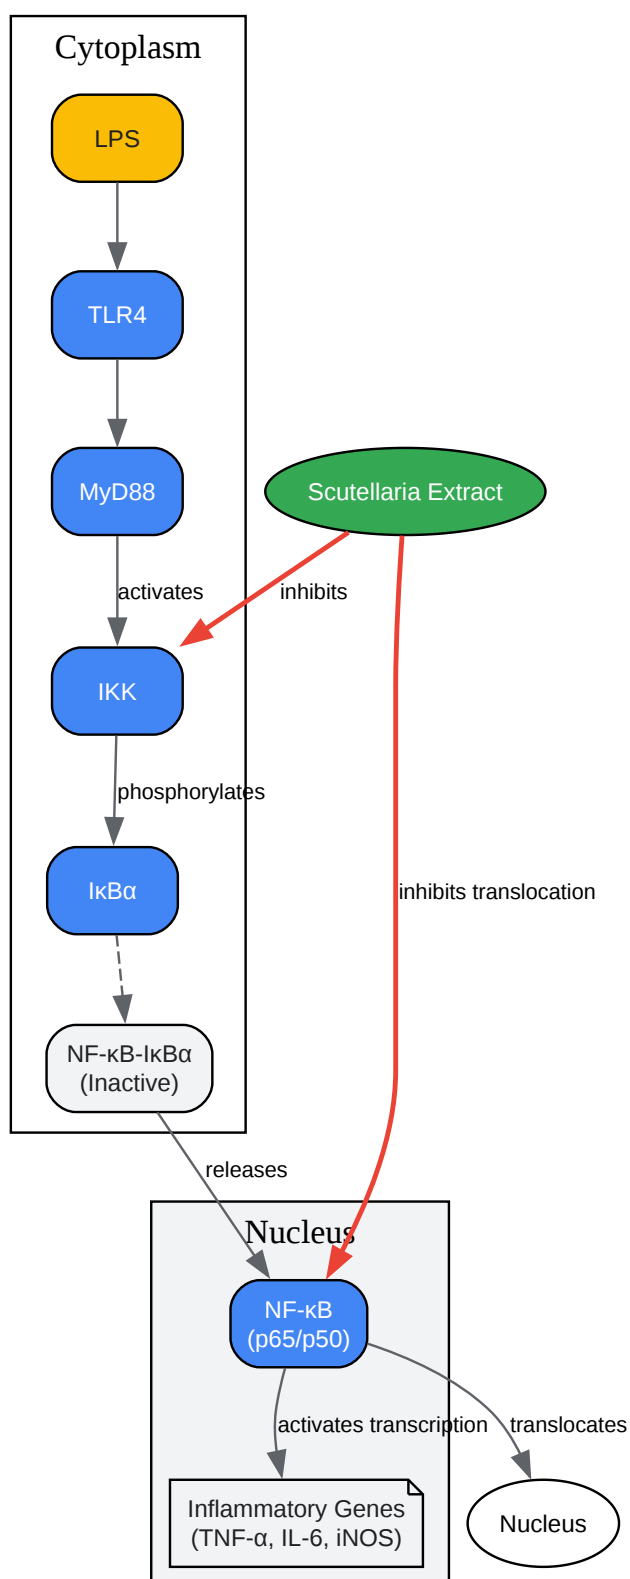 Cytoplasm
LPS
TLR4
MyD88
Scutellaria Extract
activates
inhibits
IKK
phosphorylates
IκBα
inhibits translocation
NF-κB-IκBα
(Inactive)
releases
Nucleus
NF-κB
(p65/p50)
activates transcription
translocates
Inflammatory Genes
(TNF-α, IL-6, iNOS)
Nucleus